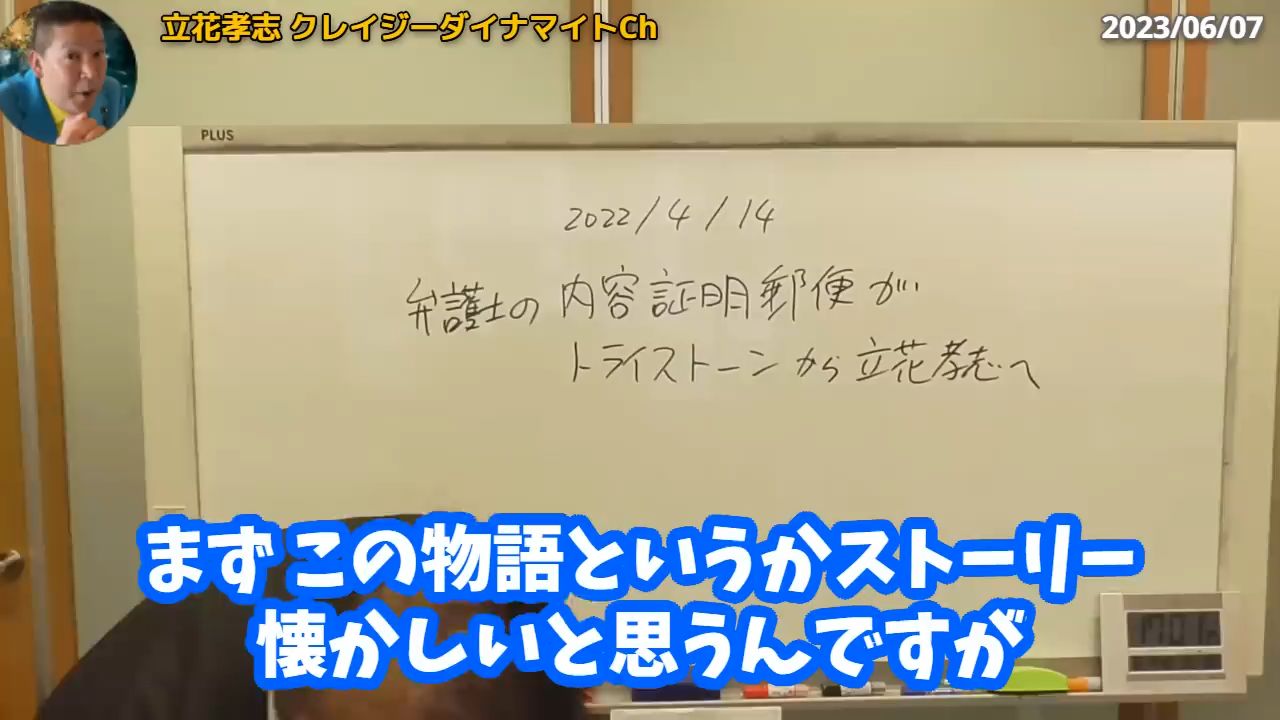 立花孝志 クレイジーダイナマイトCh
2023/06/07
PLUS
2022/4/14
弁護士の内容証明郵便が
トライストーンから立花孝志へ
まずこの物語というかストーリー
懐かしいと思うんですが